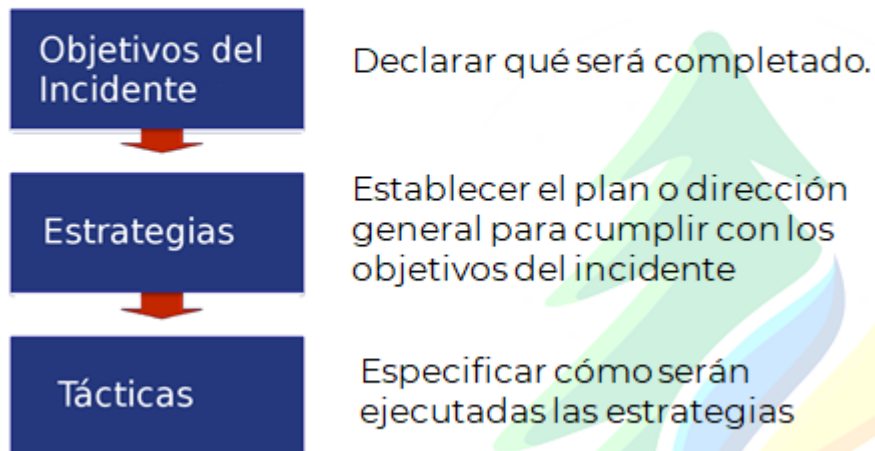 Objetivos del
Incidente
Declarar qué será completado.
Estrategias
Establecer el plan o dirección
general para cumplir con los
objetivos del incidente
Tácticas
Especificar cómo serán
ejecutadas las estrategias